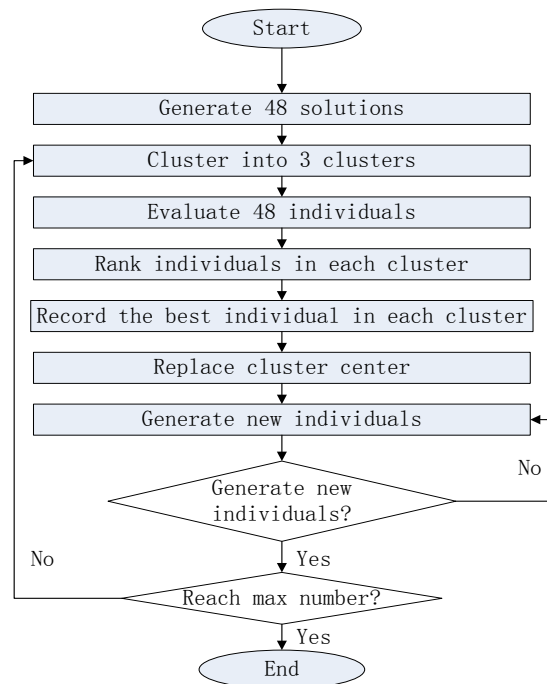 Start
Generate 48 solutions
Cluster into 3 clusters
Evaluate 48 individuals
Rank individuals in each cluster
Record the best individual in each cluster
Replace cluster center
Generate new individuals
No
Generate new
individuals?
No
Yes
Reach max number?
Yes
End